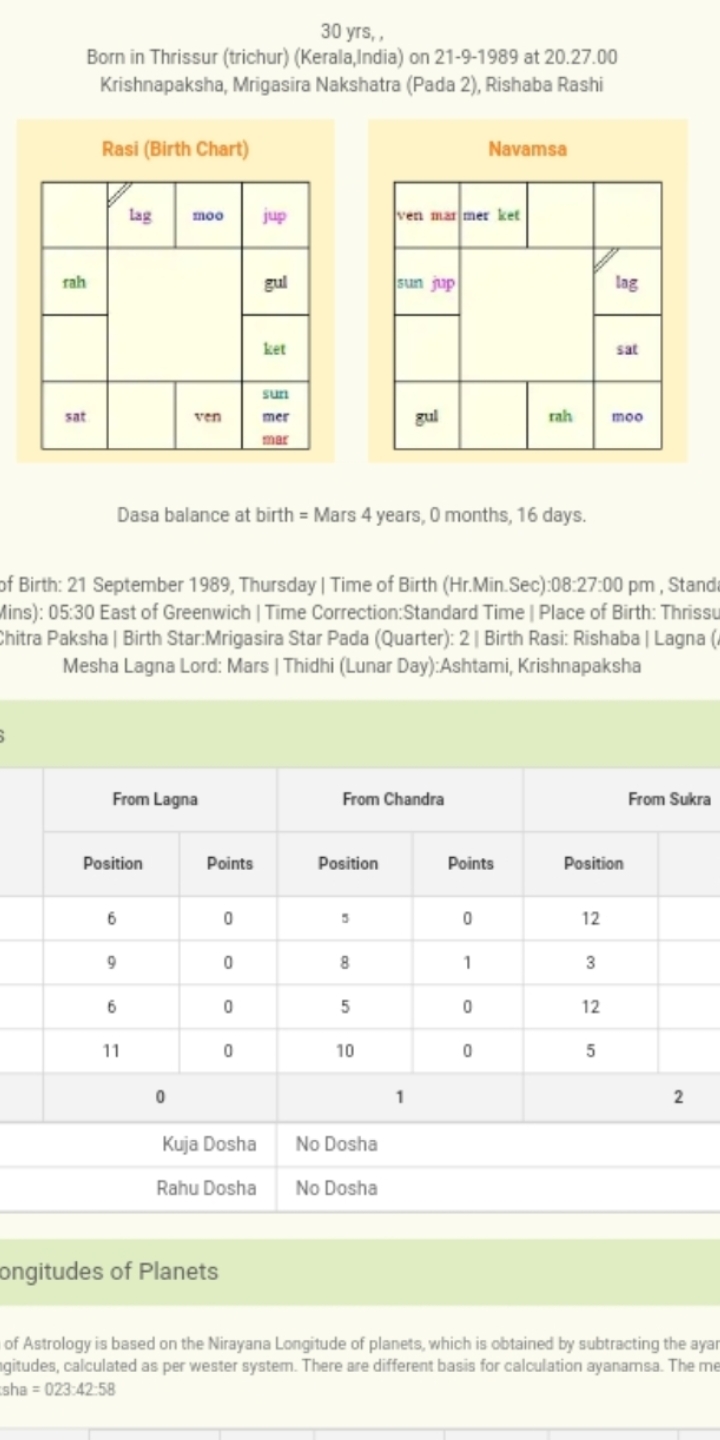 30 yrs, ,
Born in Thrissur (trichur) (Kerala,India) on 21-9-1989 at 20.27.00
Krishnapaksha, Mrigasira Nakshatra (Pada 2), Rishaba Rashi
Rasi (Birth Chart)
lag moo jup
rah gul
ket
sat ven sun mer mar
Navamsa
ven mar mer ket
sun jup lag
sat
gul rah moo
Dasa balance at birth = Mars 4 years, 0 months, 16 days.
of Birth: 21 September 1989, Thursday | Time of Birth (Hr.Min.Sec):08:27:00 pm , Standa
Mins): 05:30 East of Greenwich | Time Correction:Standard Time | Place of Birth: Thrissu
Chitra Paksha | Birth Star:Mrigasira Star Pada (Quarter): 2 | Birth Rasi: Rishaba | Lagna (A
Mesha Lagna Lord: Mars | Thidhi (Lunar Day):Ashtami, Krishnapaksha
s
From Lagna From Chandra From Sukra
Position Points Position Points Position
6 0 5 0 12
9 0 8 1 3
6 0 5 0 12
11 0 10 0 5
0 1 2
Kuja Dosha No Dosha
Rahu Dosha No Dosha
ongitudes of Planets
of Astrology is based on the Nirayana Longitude of planets, which is obtained by subtracting the ayar
ngitudes, calculated as per wester system. There are different basis for calculation ayanamsa. The me
ksha = 023:42:58